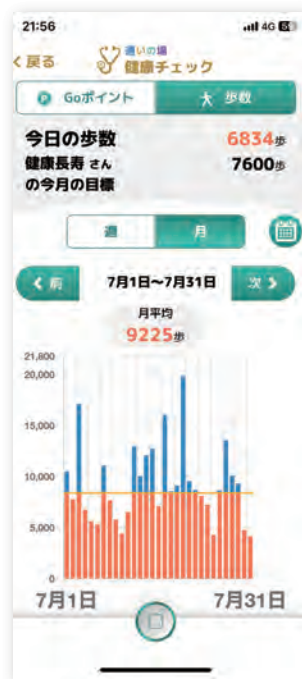 21:56 4G
戻る 通いの場
健康チェック
P Goポイント 歩数
今日の歩数 6834歩
健康長寿 さん 7600歩
の今月の目標
週 月
前 7月1日~7月31日 次
月平均
9225歩
21,800
20,000
15,000
10,000
5,000
0
7月1日 7月31日